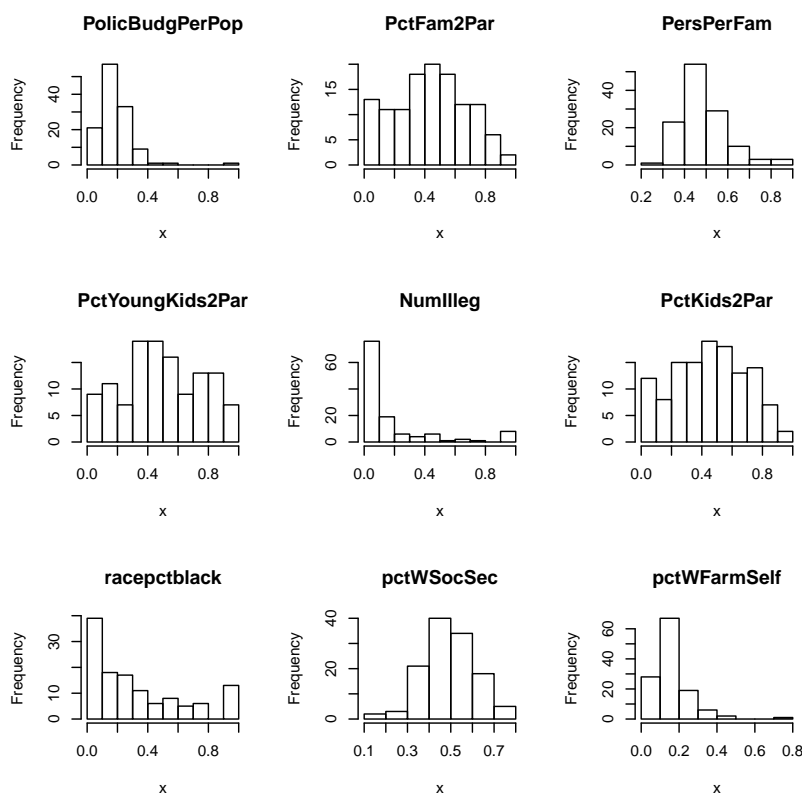 PolicBudgPerPop
Frequency
0 20 40
0.0 0.4 0.8
x
PctFam2Par
Frequency
0 5 15
0.0 0.4 0.8
x
PersPerFam
Frequency
0 20 40
0.2 0.4 0.6 0.8
x
PctYoungKids2Par
Frequency
0 5 10
0.0 0.4 0.8
x
NumIlleg
Frequency
0 20 60
0.0 0.4 0.8
x
PctKids2Par
Frequency
0 5 10
0.0 0.4 0.8
x
racepctblack
Frequency
0 10 30
0.0 0.4 0.8
x
pctWSocSec
Frequency
0 20 40
0.1 0.3 0.5 0.7
x
pctWFarmSelf
Frequency
0 20 40 60
0.0 0.2 0.4 0.6 0.8
x